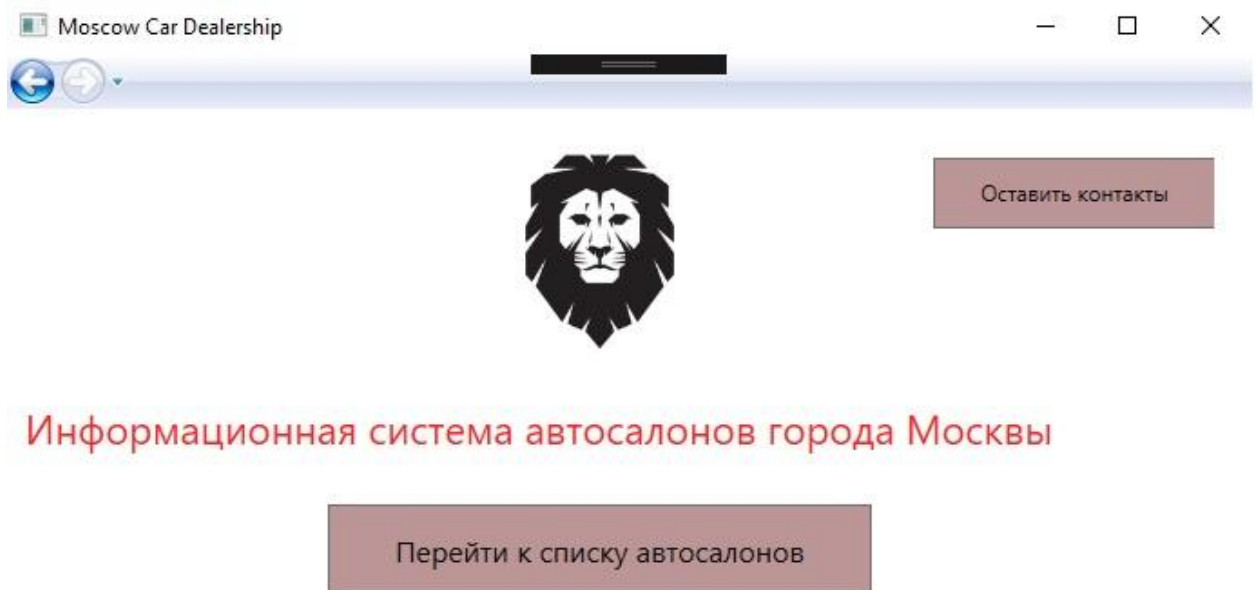 Moscow Car Dealership
Оставить контакты
Информационная система автосалонов города Москвы
Перейти к списку автосалонов